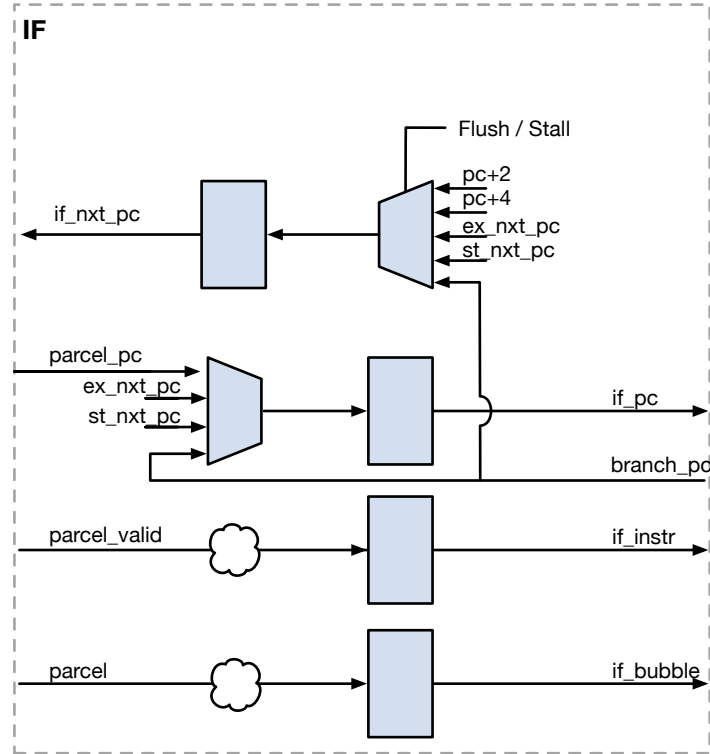 IF
Flush / Stall
pc+2
pc+4
if_nxt_pc
ex_nxt_pc
st_nxt_pc
parcel_pc
ex_nxt_pc
if_pc
st_nxt_pc
branch_pc
parcel_valid
if_instr
parcel
if_bubble